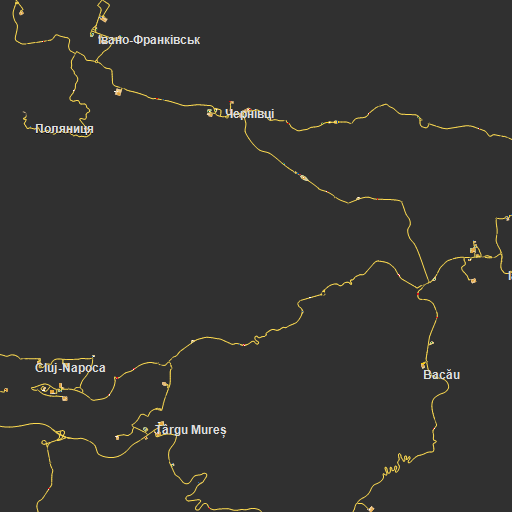 Івано-Франківськ
Чернівці
Поляниця
Cluj-Napoca
Bacău
Târgu Mureș